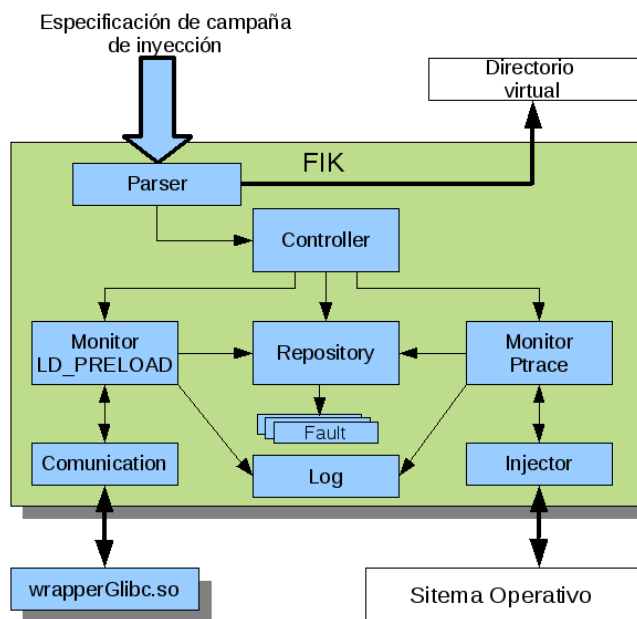 Especificación de campaña
de inyección
Directorio
virtual
FIK
Parser
Controller
Monitor
LD_PRELOAD
Repository
Monitor
Ptrace
Fault
Comunication
Log
Injector
wrapperGlibc.so
Sitema Operativo